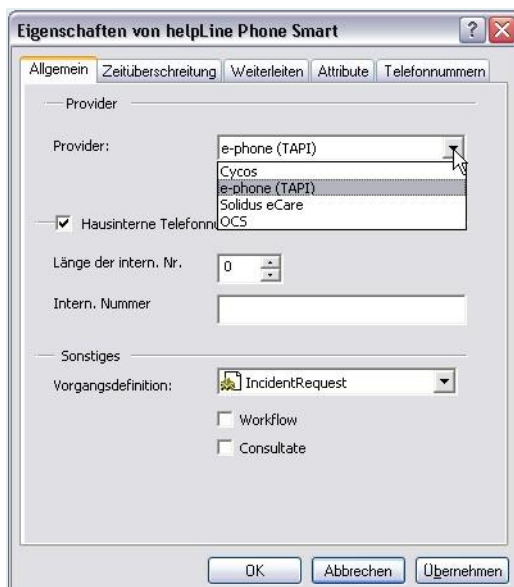 Eigenschaften von helpLine Phone Smart
Allgemein Zeitüberschreitung Weiterleiten Attribute Telefonnummern
Provider
Provider: e-phone (TAPI)
Cycos
e-phone (TAPI)
Solidus eCare
OCS
Hausinterne
Länge der intern. Nr. 0
Intern. Nummer
Sonstiges
Vorgangsdefinition: IncidentRequest
Workflow
Consultate
OK Abbrechen Übernehmen